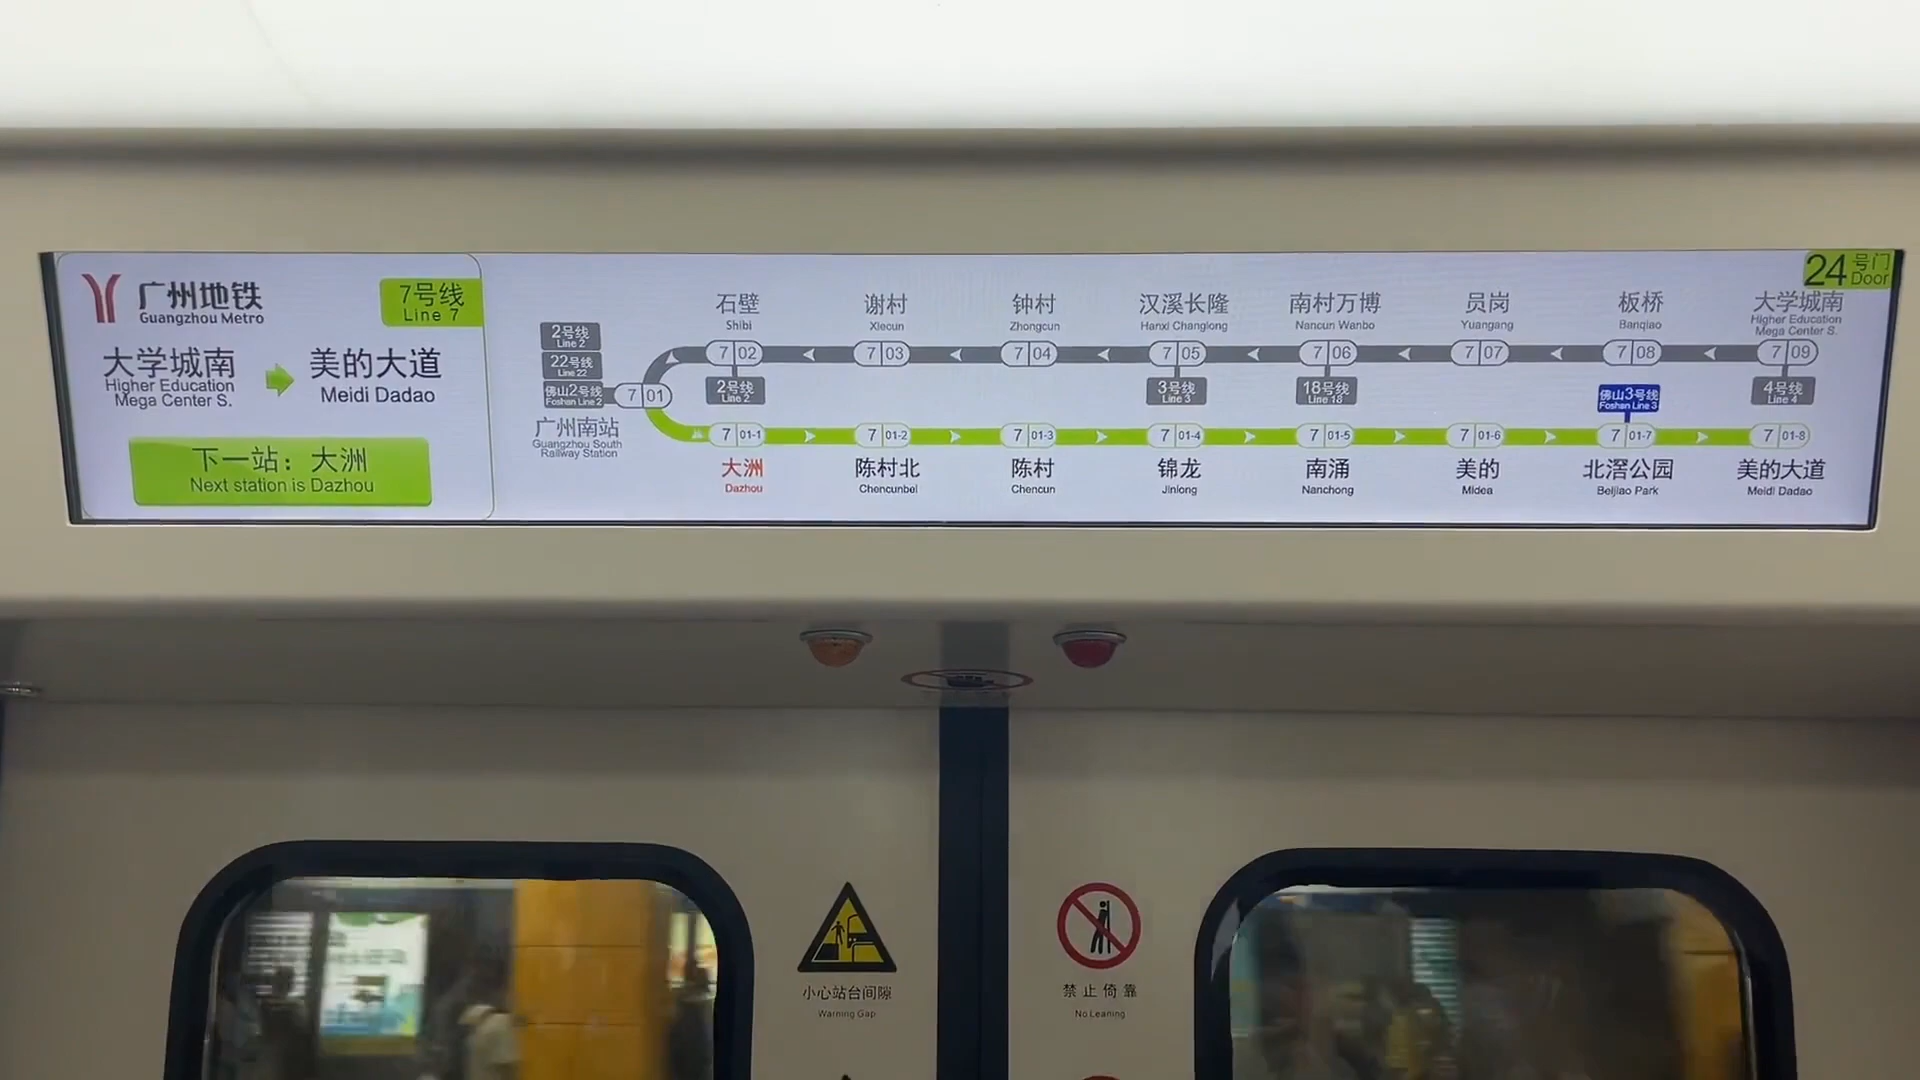 广州地铁
Guangzhou Metro
7号线
Line 7
大学城南
Higher Education
Mega Center S.
美的大道
Meidi Dadao
下一站：大洲
Next station is Dazhou
24 号门
Door
石壁
Shibi
谢村
Xiecun
钟村
Zhongcun
汉溪长隆
Hanxi Changlong
南村万博
Nancun Wanbo
员岗
Yuangang
板桥
Banqiao
大学城南
Higher Education
Mega Center S.
7 02
7 03
7 04
7 05
7 06
7 07
7 08
7 09
2号线
Line 2
22号线
Line 22
佛山2号线
Foshan Line 2
7 01
广州南站
Guangzhou South
Railway Station
2号线
Line 2
3号线
Line 3
18号线
Line 18
佛山3号线
Foshan Line 3
4号线
Line 4
7 01-1
7 01-2
7 01-3
7 01-4
7 01-5
7 01-6
7 01-7
7 01-8
大洲
Dazhou
陈村北
Chencunbei
陈村
Chencun
锦龙
Jinlong
南涌
Nanchong
美的
Midea
北滘公园
Beijiao Park
美的大道
Meidi Dadao
小心站台间隙
Warning Gap
禁止倚靠
No Leaning